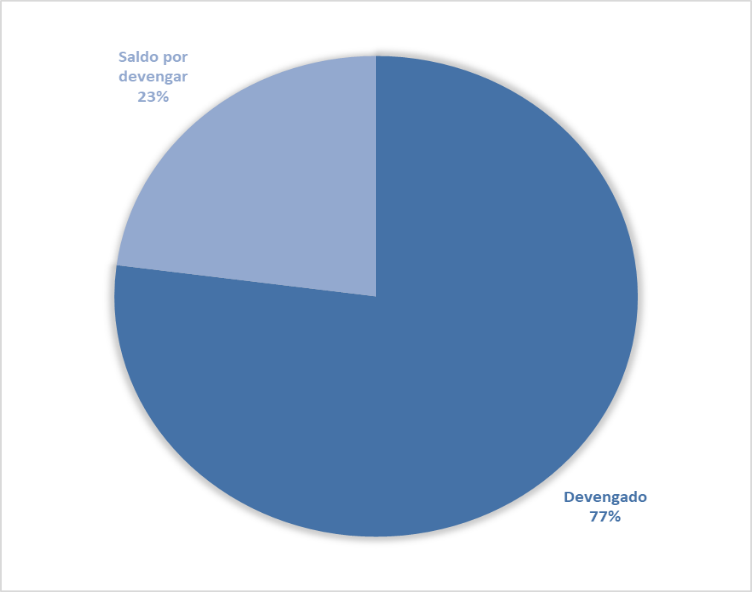 Saldo por
devengar
23%
Devengado
77%